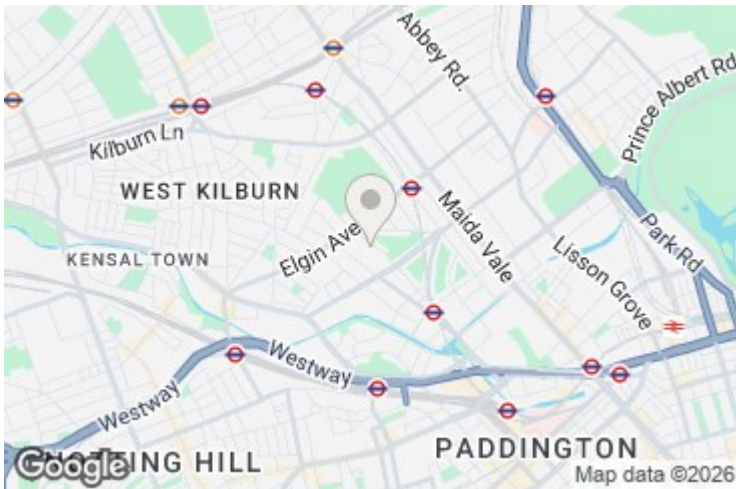 Abbey Rd.
Prince Albert Rd
Kilburn Ln
WEST KILBURN
Maida Vale
Elgin Ave
Park Rd
KENSAL TOWN
Lisson Grove
Westway
Westway
NOTTING HILL
PADDINGTON
Google
Map data ©2026